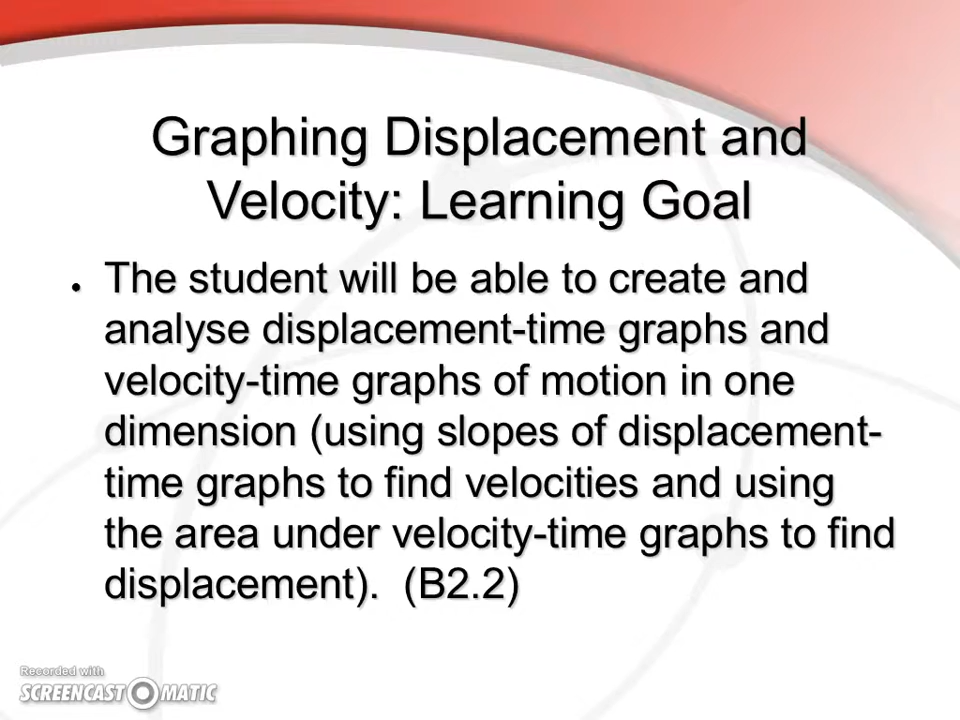 Graphing Displacement and
Velocity: Learning Goal
● The student will be able to create and
analyse displacement-time graphs and
velocity-time graphs of motion in one
dimension (using slopes of displacement-
time graphs to find velocities and using
the area under velocity-time graphs to find
displacement). (B2.2)
Recorded with
SCREENCAST MATIC